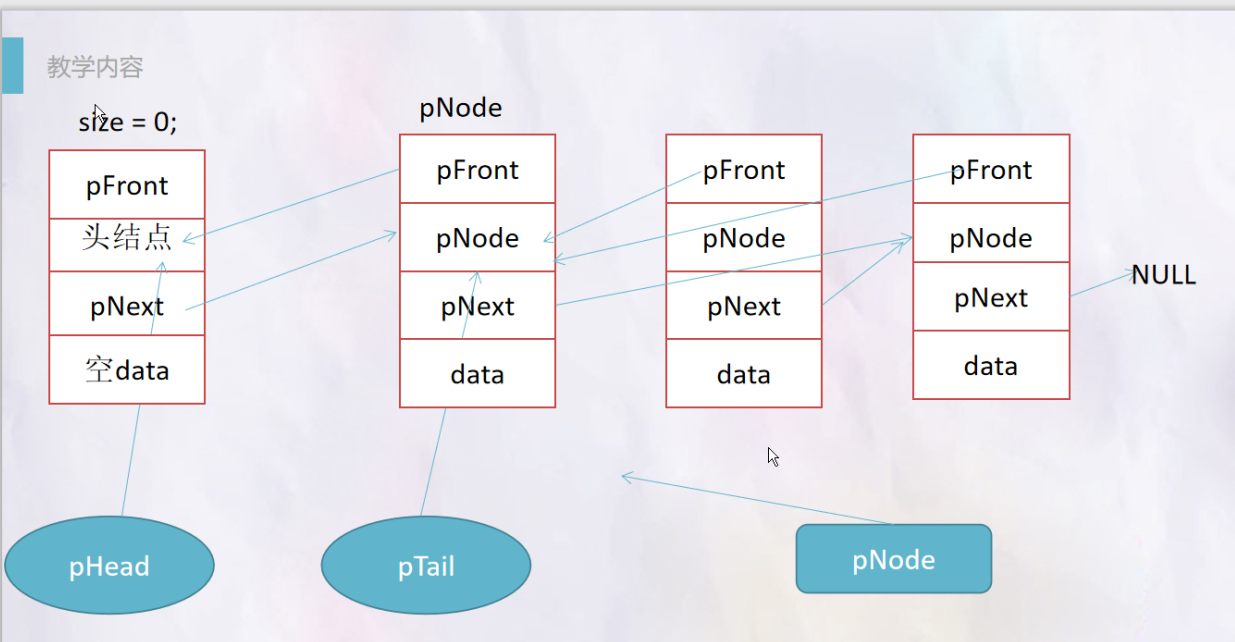 教学内容
size = 0;
pNode
pFront
头结点
pNext
空data
pFront
pNode
pNext
data
pFront
pNode
pNext
data
pFront
pNode
pNext
data
NULL
pHead
pTail
pNode